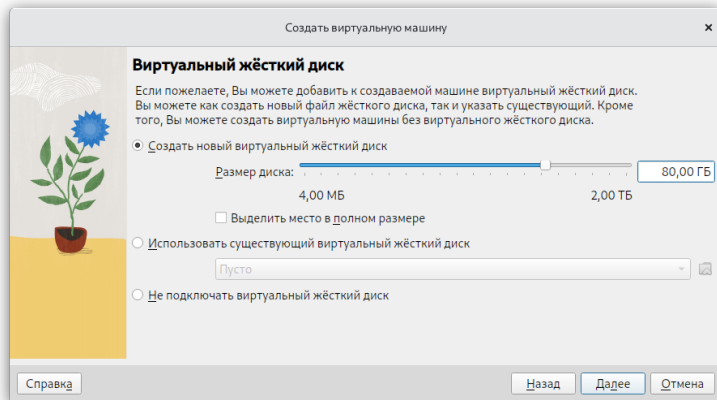 Создать виртуальную машину
Виртуальный жёсткий диск
Если пожелаете, Вы можете добавить к создаваемой машине виртуальный жёсткий диск.
Вы можете как создать новый файл жёсткого диска, так и указать существующий. Кроме
того, Вы можете создать виртуальную машины без виртуального жёсткого диска.
Создать новый виртуальный жёсткий диск
Размер диска: 80,00 ГБ
4,00 МБ 2,00 ТБ
Выделить место в полном размере
Использовать существующий виртуальный жёсткий диск
Пусто
Не подключать виртуальный жёсткий диск
Справка Назад Далее Отмена